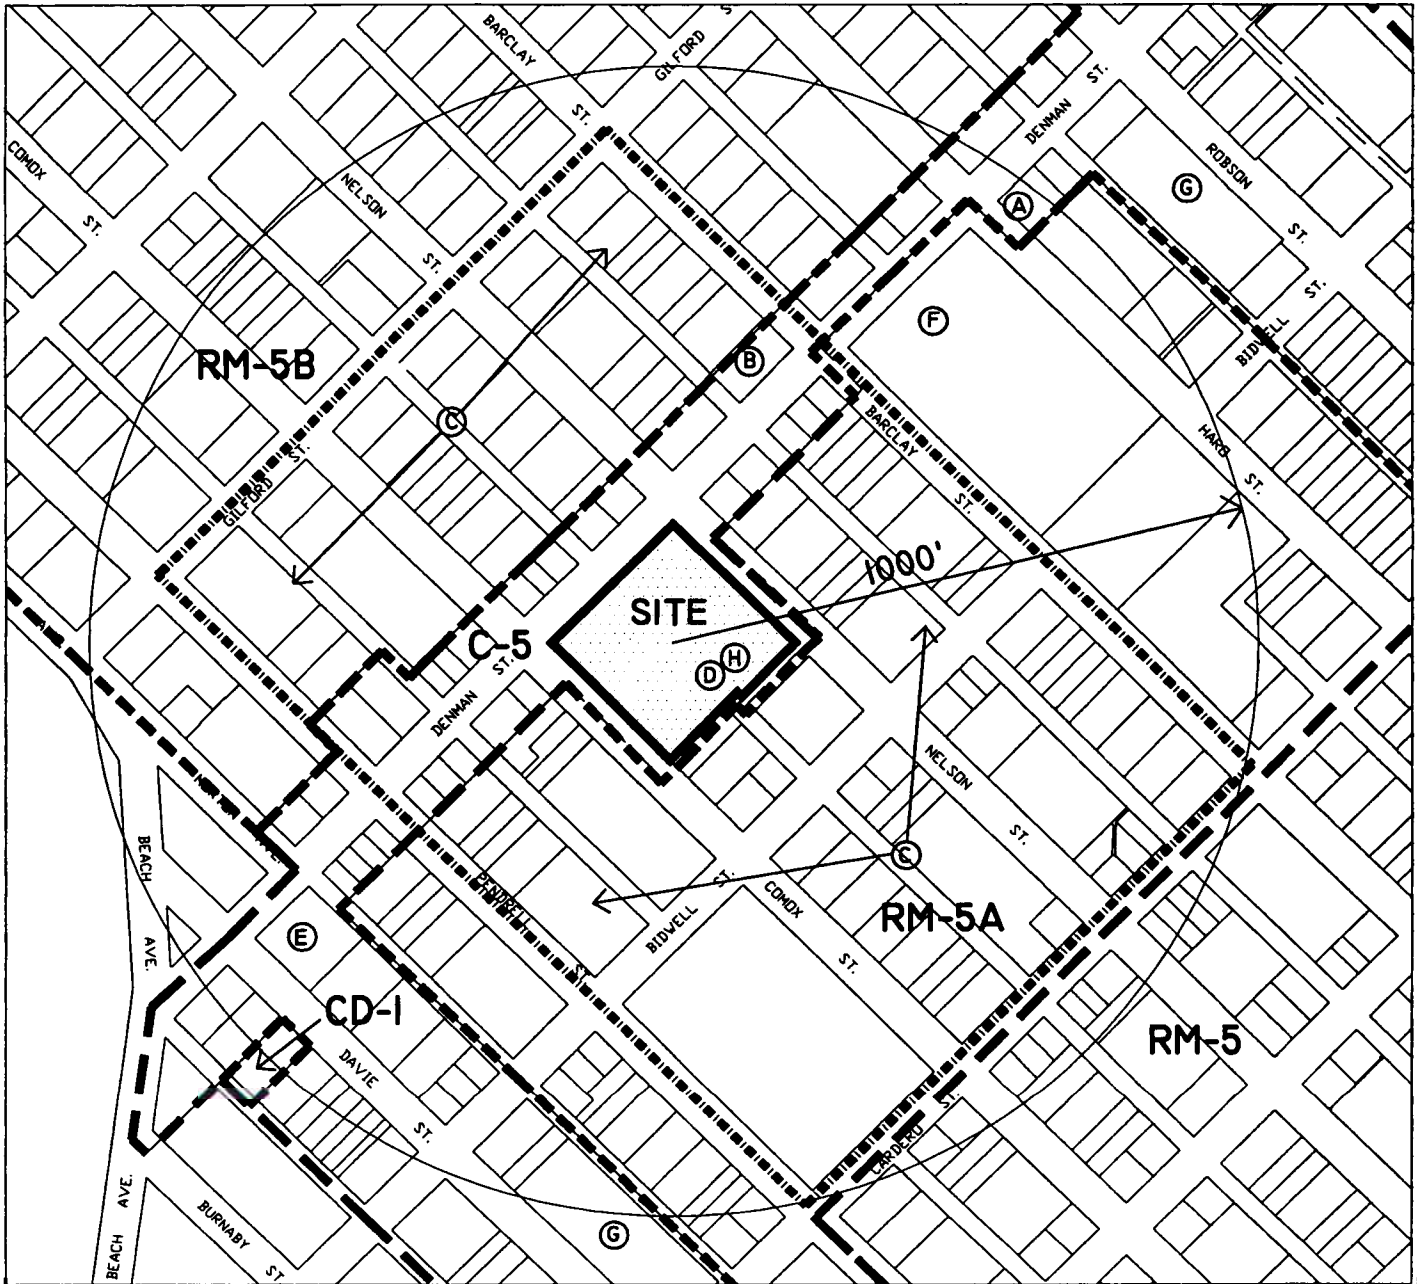 BARCLAY
ST.
GILFORD
S
DENMAN
ST.
ROBSON
ST.
COMOX
ST.
NELSON
ST.
A
G
BIDWELL
ST.
F
B
RM-5B
C
BARCLAY
ST.
HARO
ST.
GILFORD
ST.
1000'
SITE
C-5
H
D
DENMAN
ST.
NELSON
ST.
BEACH
AVE.
C
PENDRELL
ST.
BIDWELL
ST.
COMOX
ST.
RM-5A
E
CD-1
RM-5
DAVIE
ST.
CARDERO
ST.
BEACH
AVE.
BURNABY
ST.
G